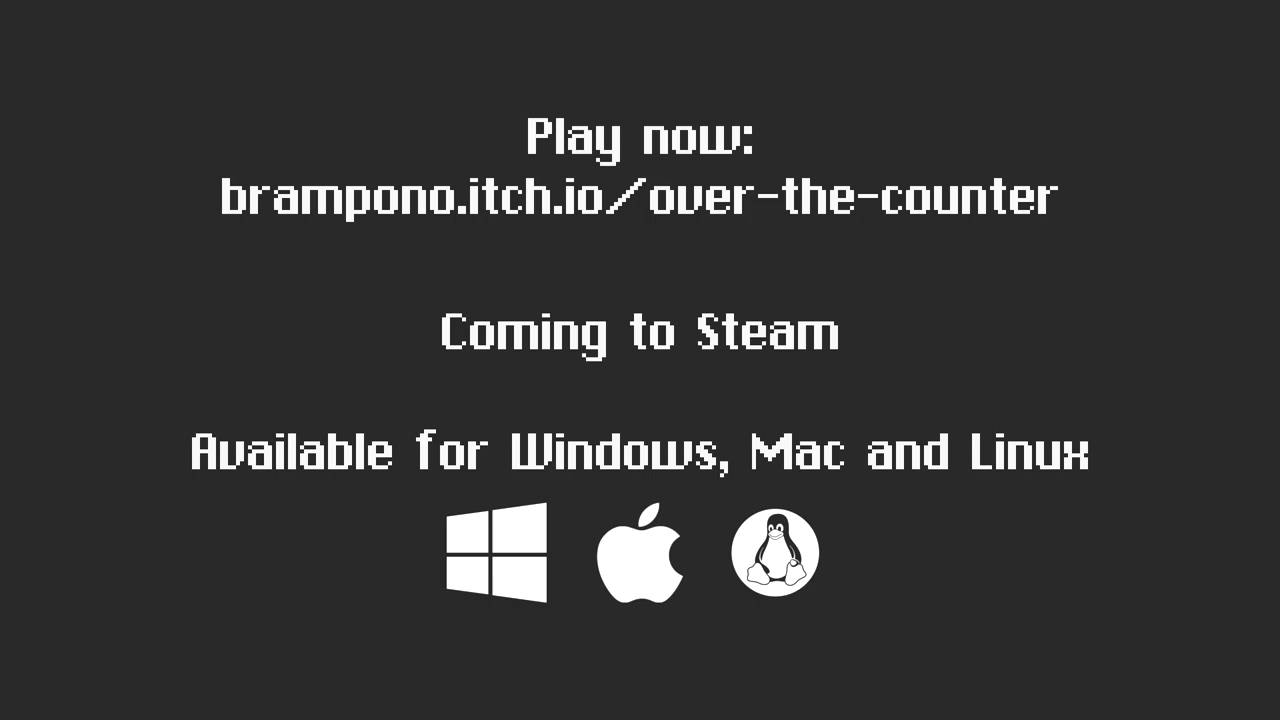 Play now:
brampono.itch.io/over-the-counter
Coming to Steam
Available for Windows, Mac and Linux